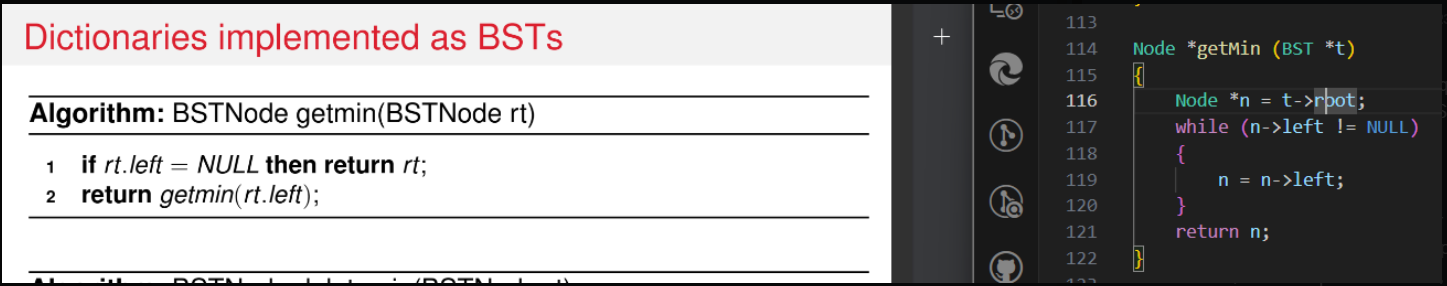 Dictionaries implemented as BSTs
Algorithm: BSTNode getmin(BSTNode rt)
1 if rt.left = NULL then return rt;
2 return getmin(rt.left);
+
113
114 Node *getMin (BST *t)
115 {
116 Node *n = t->root;
117 while (n->left != NULL)
118 {
119 n = n->left;
120 }
121 return n;
122 }